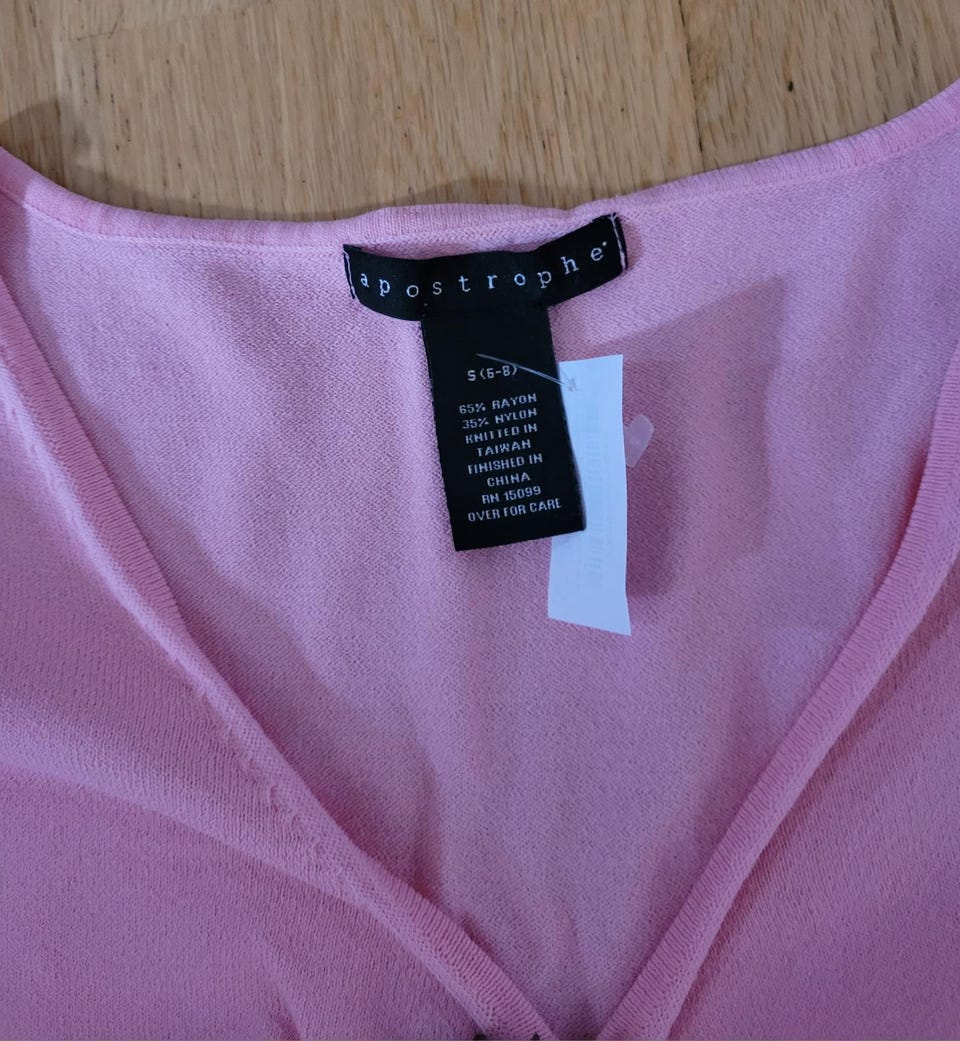 apostrophe
S (6-8)
65% RAYON
35% NYLON
KNITTED IN
TAIWAN
FINISHED IN
CHINA
RN 15099
OVER FOR CARE